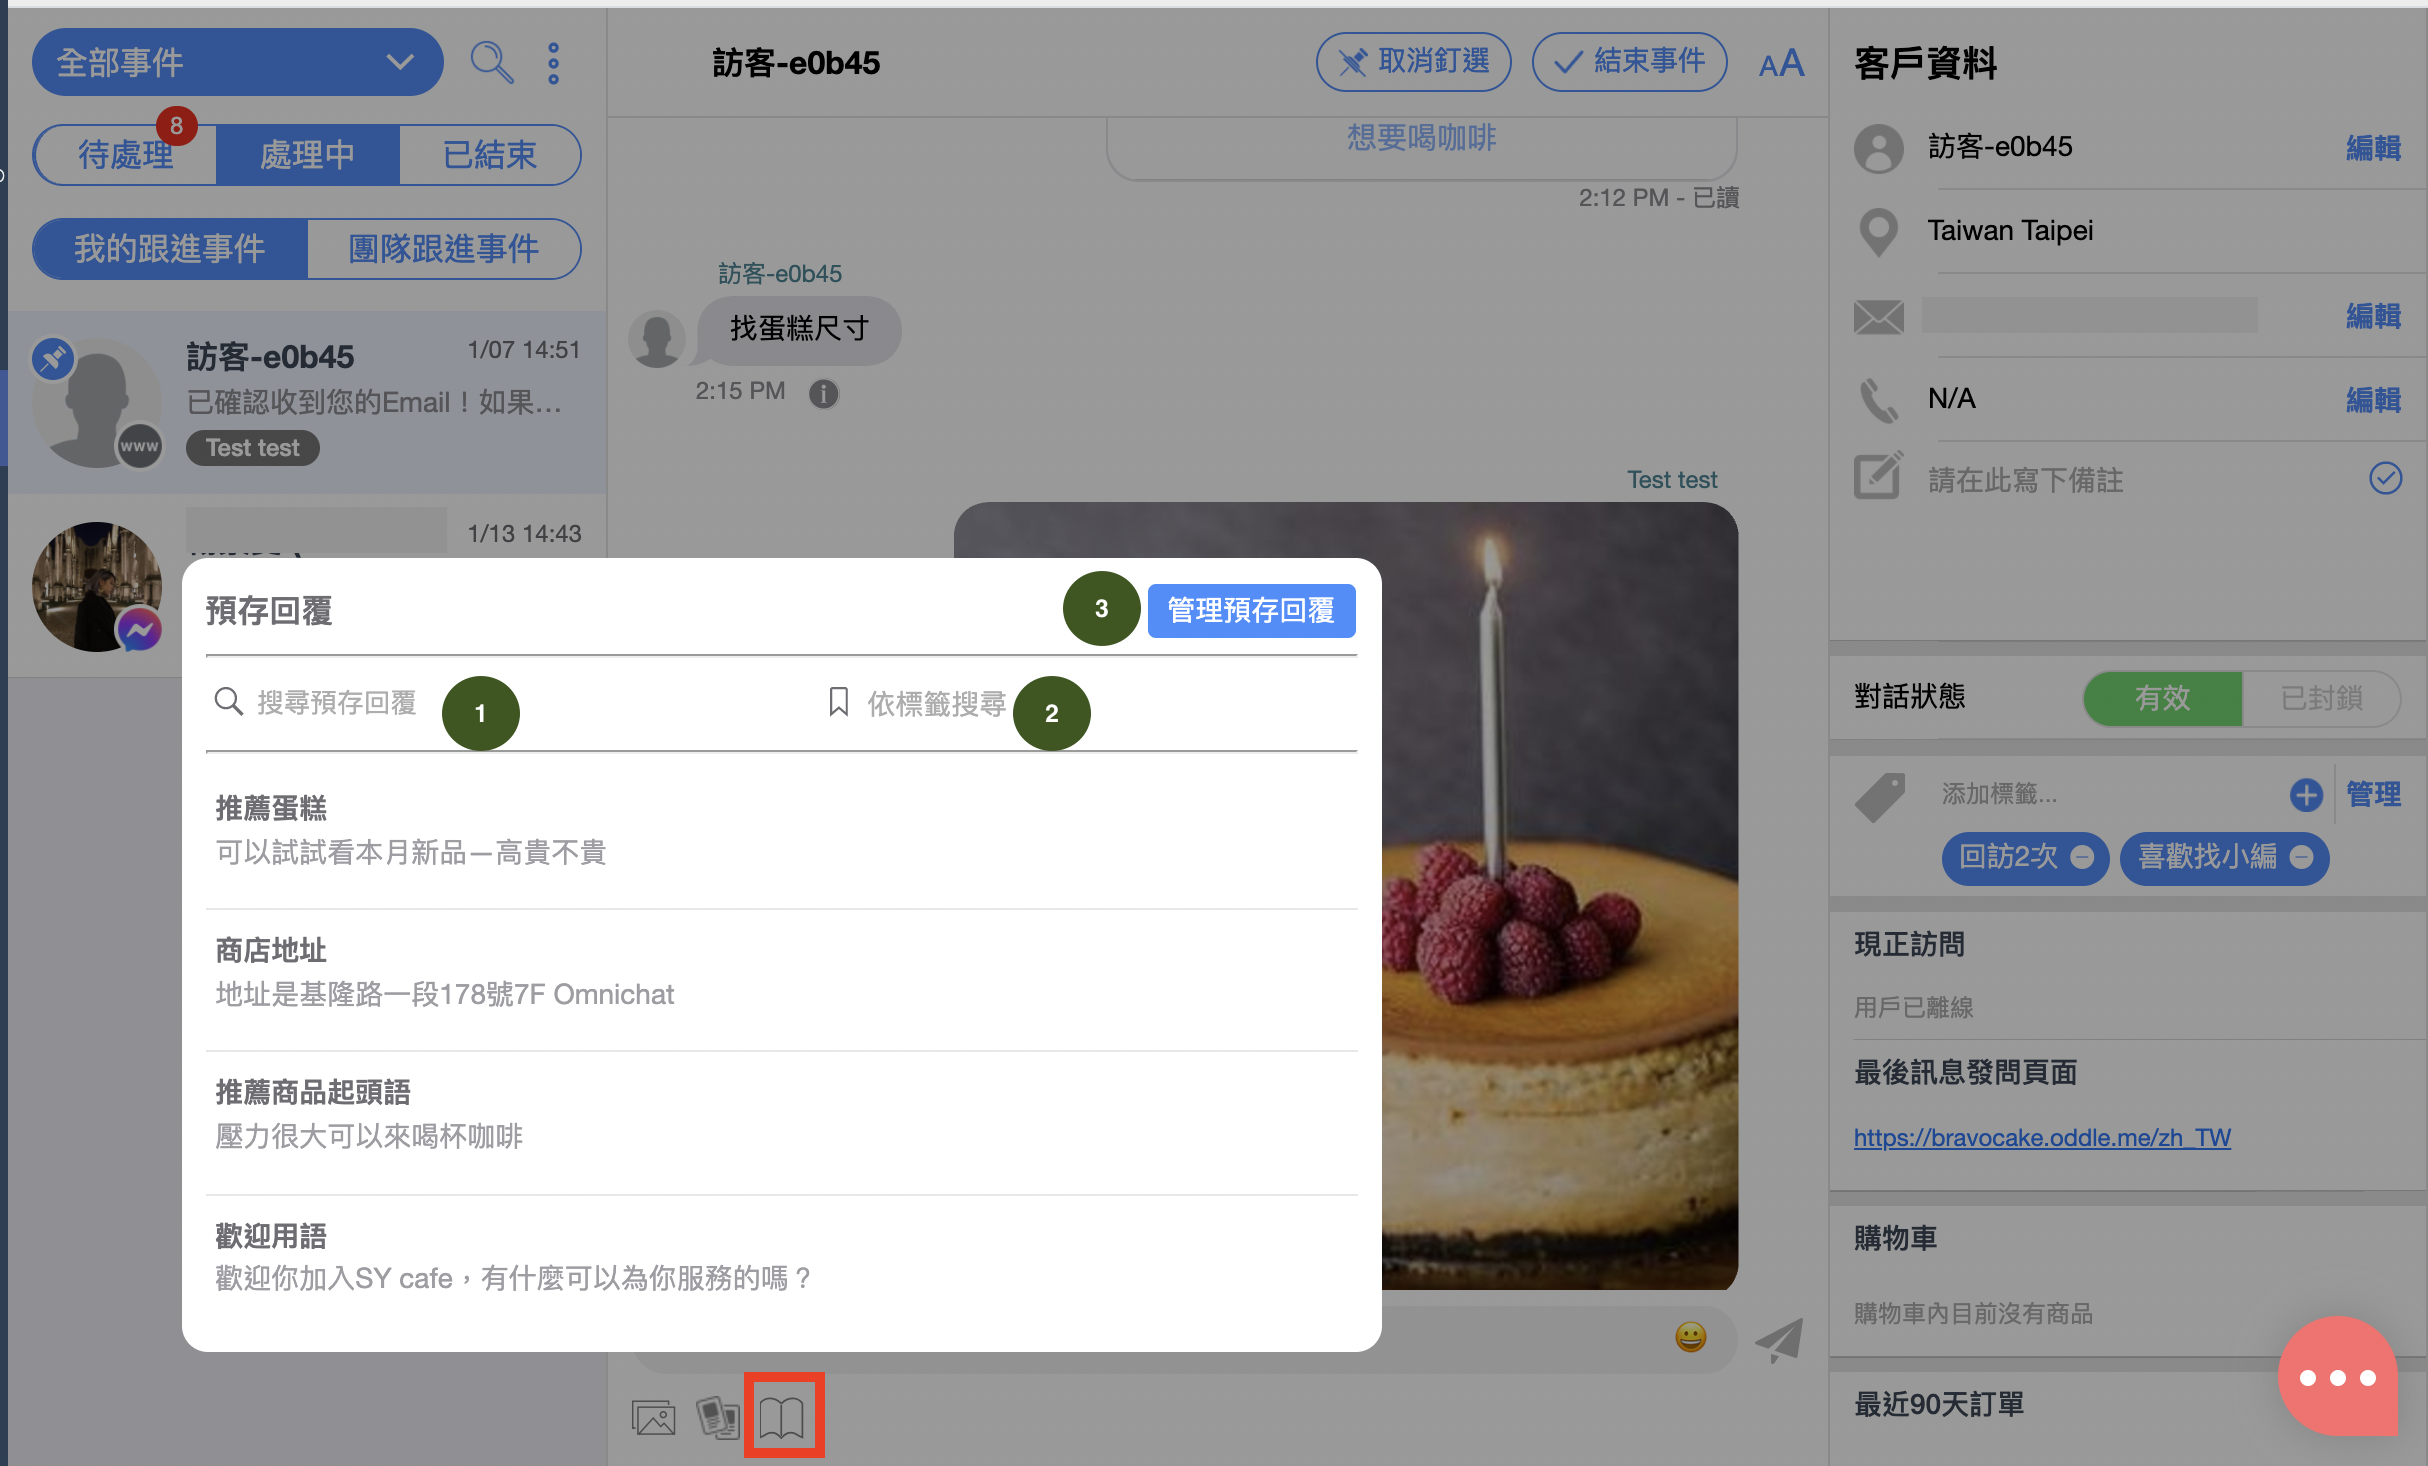 全部事件
8
待處理
處理中
已結束
我的跟進事件
團隊跟進事件
訪客-e0b45
1/07 14:51
已確認收到您的Email！如果...
www
Test test
1/13 14:43
訪客-e0b45
取消釘選
結束事件
AA
想要喝咖啡
2:12 PM - 已讀
訪客-e0b45
找蛋糕尺寸
2:15 PM
i
Test test
預存回覆
3
管理預存回覆
搜尋預存回覆
1
依標籤搜尋
2
推薦蛋糕
可以試試看本月新品—高貴不貴
商店地址
地址是基隆路一段178號7F Omnichat
推薦商品起頭語
壓力很大可以來喝杯咖啡
歡迎用語
歡迎你加入SY cafe，有什麼可以為你服務的嗎？
客戶資料
訪客-e0b45
編輯
Taiwan Taipei
編輯
N/A
編輯
請在此寫下備註
對話狀態
有效
已封鎖
添加標籤...
管理
回訪2次
喜歡找小編
現正訪問
用戶已離線
最後訊息發問頁面
https://bravocake.oddle.me/zh_TW
購物車
購物車內目前沒有商品
最近90天訂單